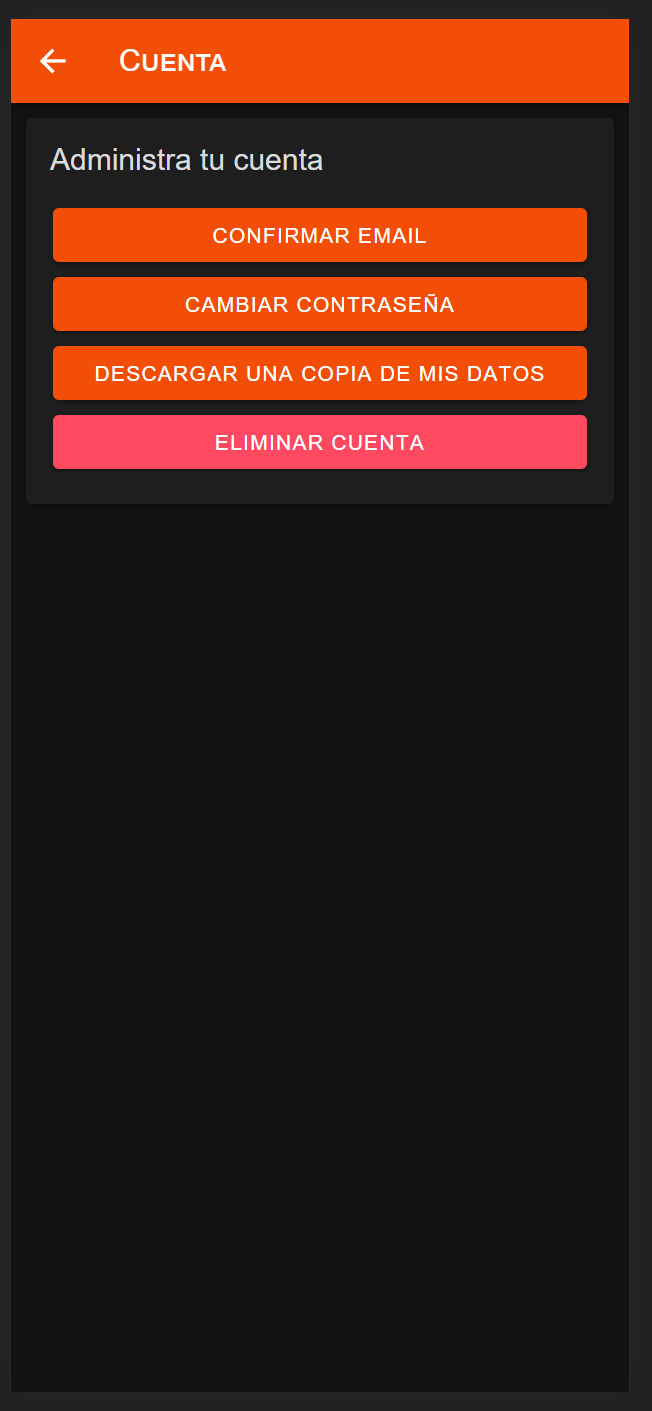 Cuenta
Administra tu cuenta
CONFIRMAR EMAIL
CAMBIAR CONTRASEÑA
DESCARGAR UNA COPIA DE MIS DATOS
ELIMINAR CUENTA